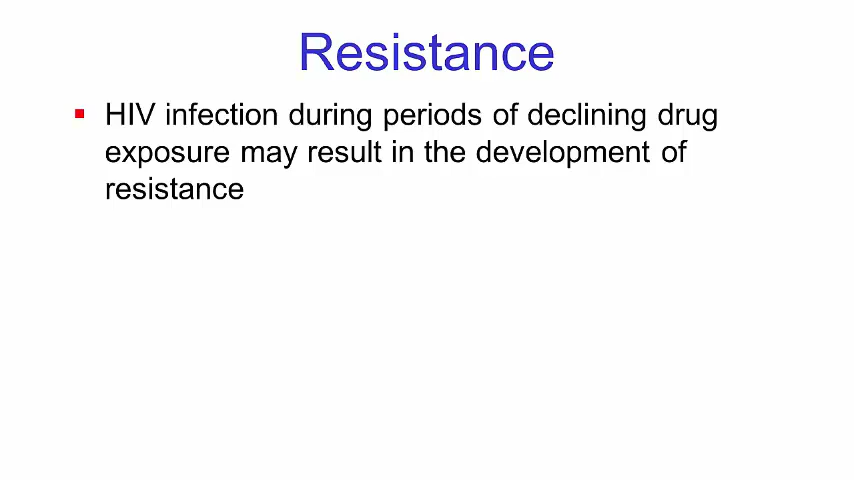 Resistance
HIV infection during periods of declining drug
exposure may result in the development of
resistance